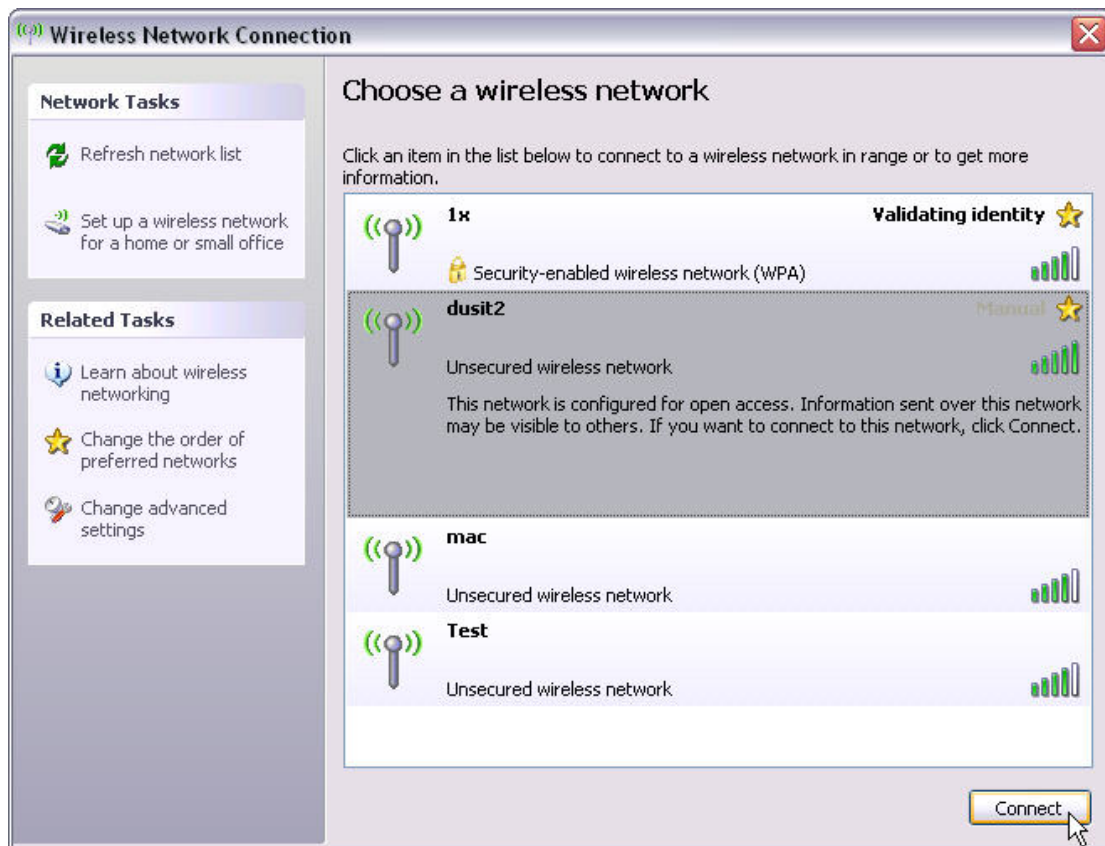 Wireless Network Connection
Network Tasks
Refresh network list
Set up a wireless network
for a home or small office
Related Tasks
Learn about wireless
networking
Change the order of
preferred networks
Change advanced
settings
Choose a wireless network
Click an item in the list below to connect to a wireless network in range or to get more
information.
1x Validating identity
Security-enabled wireless network (WPA)
dusit2 Manual
Unsecured wireless network
This network is configured for open access. Information sent over this network
may be visible to others. If you want to connect to this network, click Connect.
mac
Unsecured wireless network
Test
Unsecured wireless network
Connect